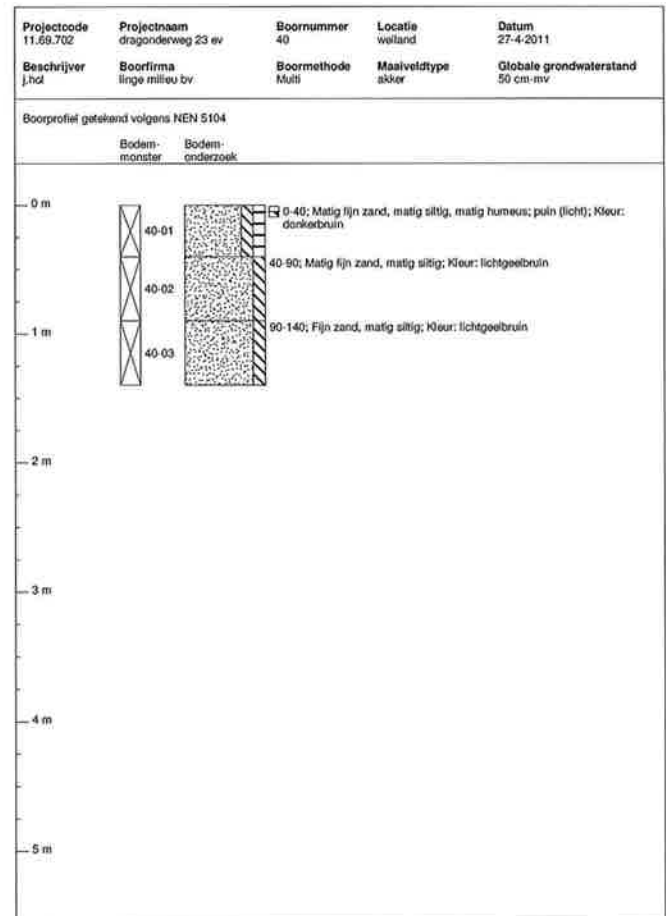 Projectcode Projectnaam Boornummer Locatie Datum
11.69.702 dragonderweg 23 ev 40 weiland 27-4-2011
Beschrijver Boorfirma Boormethode Maaiveldtype Globale grondwaterstand
j.hol linge milieu bv Multi akker 50 cm-mv
Boorprofiel getekend volgens NEN 5104
Bodem- Bodem-
monster onderzoek
0 m
0-40; Matig fijn zand, matig siltig, matig humeus; puin (licht); Kleur:
donkerbruin
40-01
40-90; Matig fijn zand, matig siltig; Kleur: lichtgeelbruin
40-02
90-140; Fijn zand, matig siltig; Kleur: lichtgeelbruin
1 m
40-03
2 m
3 m
4 m
5 m